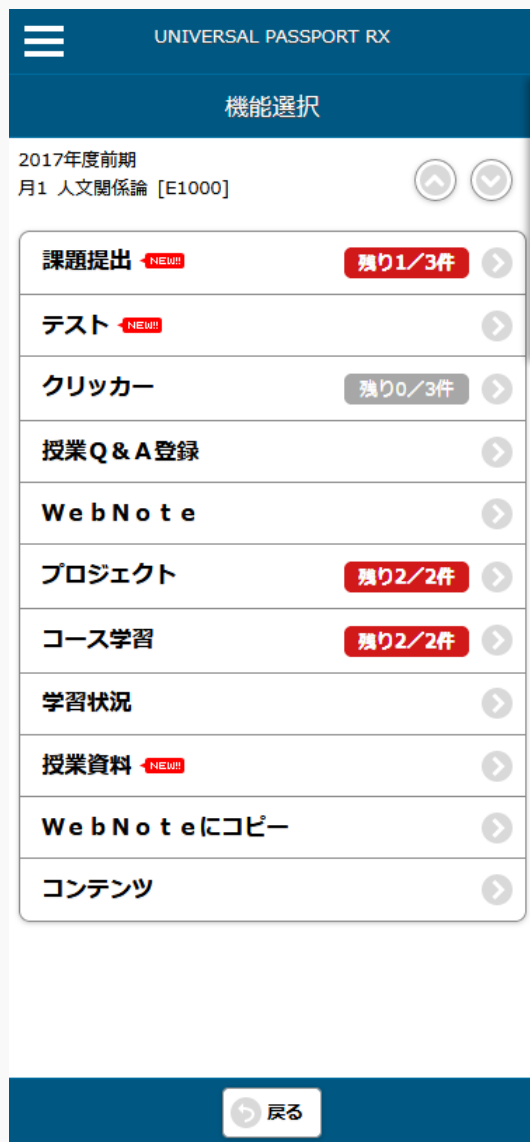 UNIVERSAL PASSPORT RX
機能選択
2017年度前期
月1 人文関係論 [E1000]
課題提出 NEW!! 残り1／3件
テスト NEW!!
クリッカー 残り0／3件
授業Ｑ＆Ａ登録
ＷｅｂＮｏｔｅ
プロジェクト 残り2／2件
コース学習 残り2／2件
学習状況
授業資料 NEW!!
ＷｅｂＮｏｔｅにコピー
コンテンツ
戻る